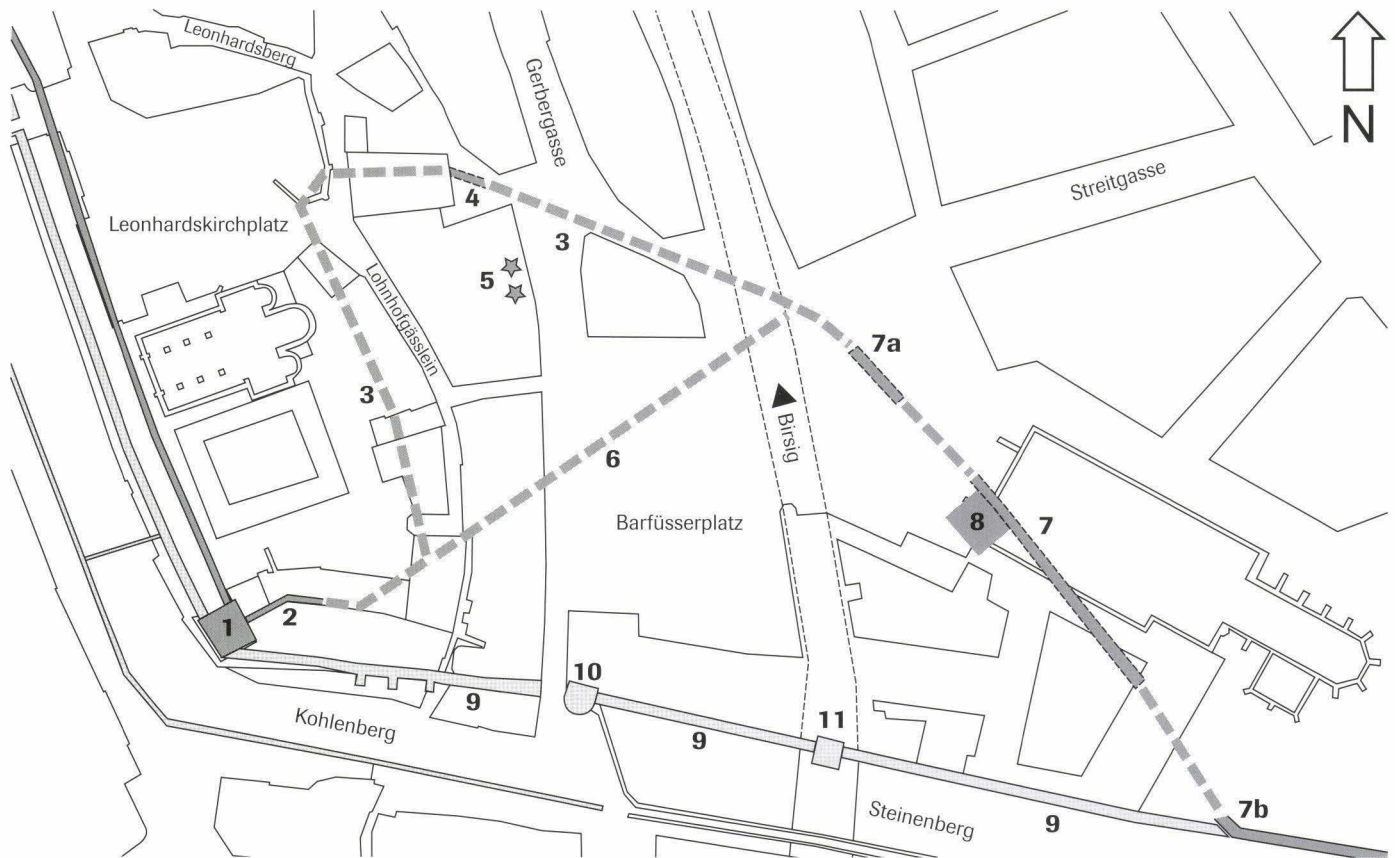 Leonhardsberg
Gerbergasse
N
Streitgasse
4
Leonhardskirchplatz
3
5
Lohnhofgässlein
7a
3
Birsig
6
Barfüsserplatz
8
7
1
2
10
9
11
Kohlenberg
9
Steinenberg
9
7b